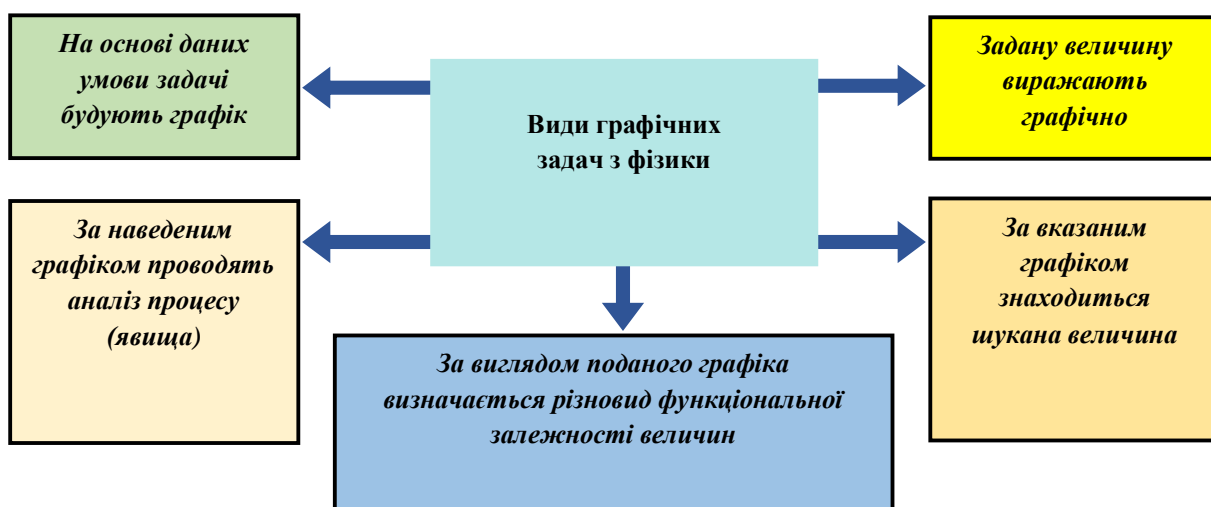 На основі даних
умови задачі
будують графік
Види графічних
задач з фізики
Задану величину
виражають
графічно
За наведеним
графіком проводять
аналіз процесу
(явища)
За вказаним
графіком
знаходиться
шукана величина
За виглядом поданого графіка
визначається різновид функціональної
залежності величин